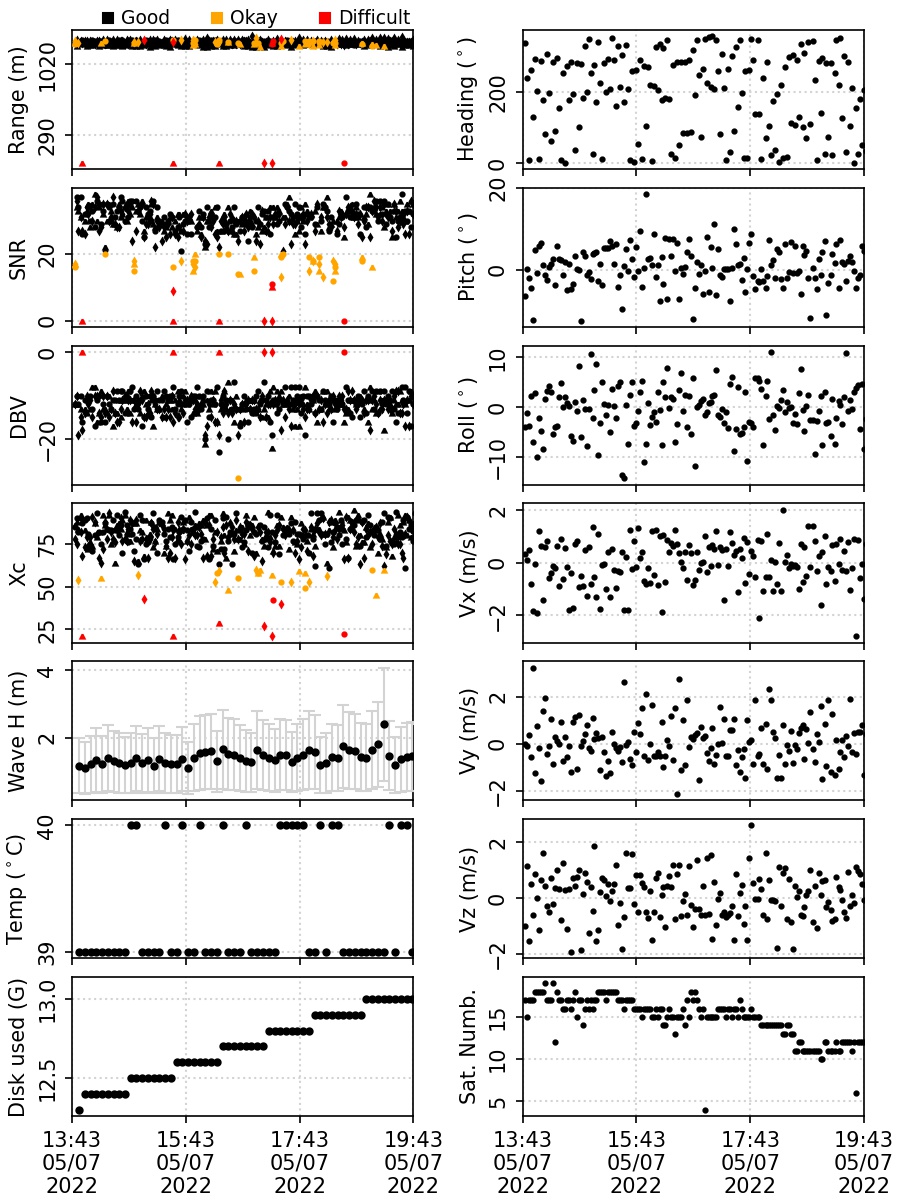 Good Okay Difficult
Range (m)
1020
290
Heading (°)
200
0
SNR
20
0
Pitch (°)
20
0
DBV
0
−20
Roll (°)
10
0
−10
Xc
75
50
25
Vx (m/s)
2
0
−2
Wave H (m)
4
2
Vy (m/s)
2
0
−2
Temp (°C)
40
39
Vz (m/s)
2
0
−2
Disk used (G)
13.0
12.5
Sat. Numb.
15
10
5
13:43 15:43 17:43 19:43
05/07 05/07 05/07 05/07
2022 2022 2022 2022
13:43 15:43 17:43 19:43
05/07 05/07 05/07 05/07
2022 2022 2022 2022